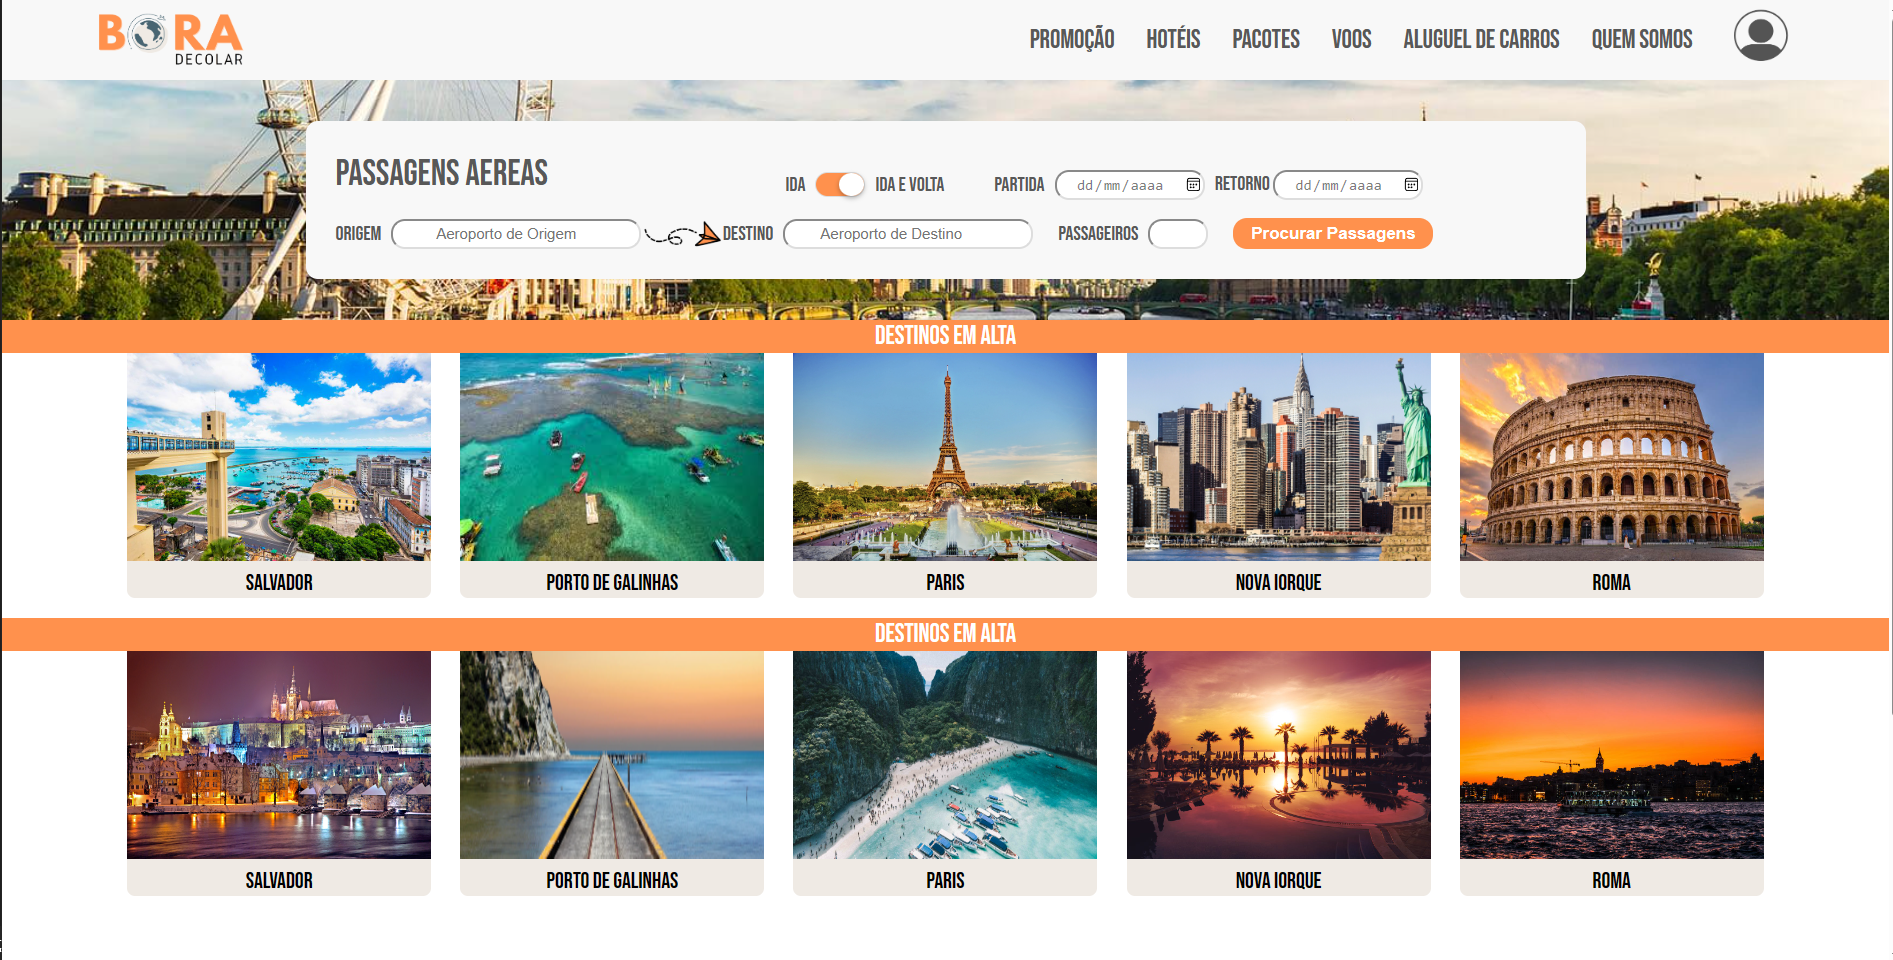 BORA
DECOLAR
PROMOÇÃO HOTÉIS PACOTES VOOS ALUGUEL DE CARROS QUEM SOMOS
PASSAGENS AEREAS
IDA IDA E VOLTA PARTIDA dd/mm/aaaa RETORNO dd/mm/aaaa
ORIGEM Aeroporto de Origem DESTINO Aeroporto de Destino PASSAGEIROS Procurar Passagens
DESTINOS EM ALTA
SALVADOR PORTO DE GALINHAS PARIS NOVA IORQUE ROMA
DESTINOS EM ALTA
SALVADOR PORTO DE GALINHAS PARIS NOVA IORQUE ROMA